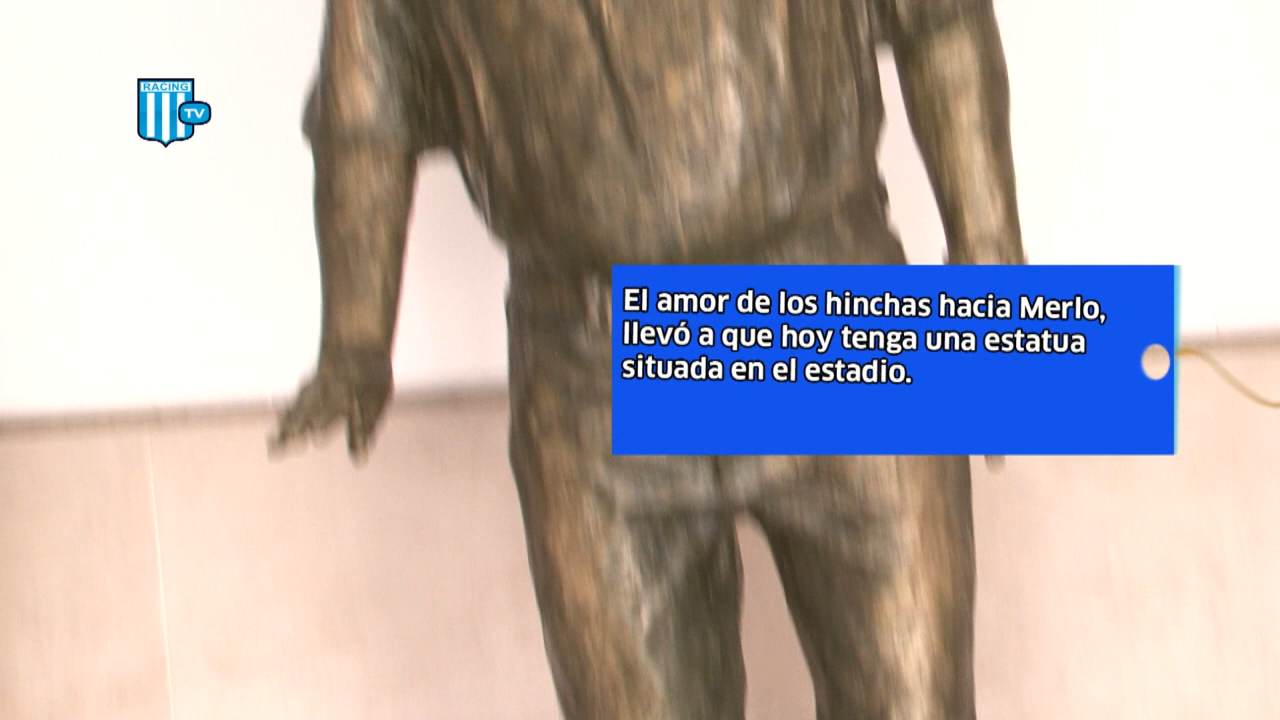 RACING
TV
El amor de los hinchas hacia Merlo,
llevó a que hoy tenga una estatua
situada en el estadio.